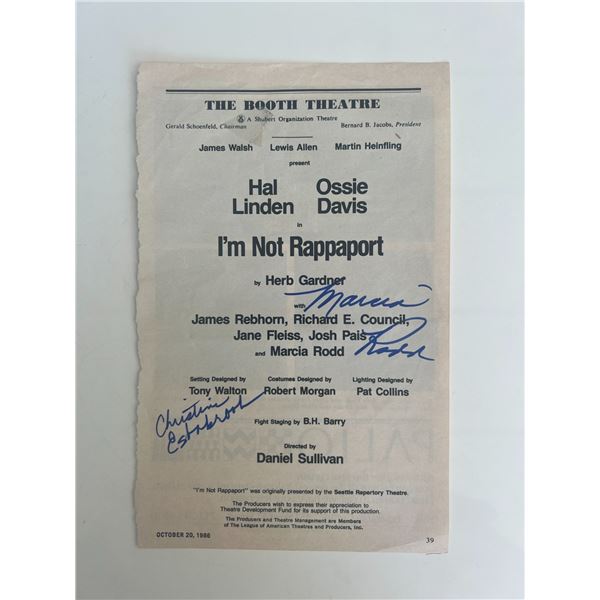 THE BOOTH THEATRE
A Shubert Organization Theatre
Gerald Schoenfeld, Chairman Bernard B. Jacobs, President
James Walsh Lewis Allen Martin Heinfling
present
Hal Ossie
Linden Davis
in
I'm Not Rappaport
by Herb Gardner
with
Marcia
James Rebhorn, Richard E. Council,
Jane Fleiss, Josh Pais
Rodd
and Marcia Rodd
Setting Designed by Costumes Designed by Lighting Designed by
Tony Walton Robert Morgan Pat Collins
Christine
Estabrook
Fight Staging by B.H. Barry
Directed by
Daniel Sullivan
"I'm Not Rappaport" was originally presented by the Seattle Repertory Theatre.
The Producers wish to express their appreciation to
Theatre Development Fund for its support of this production.
The Producers and Theatre Management are Members
of The League of American Theatres and Producers, Inc.
OCTOBER 20, 1986
39